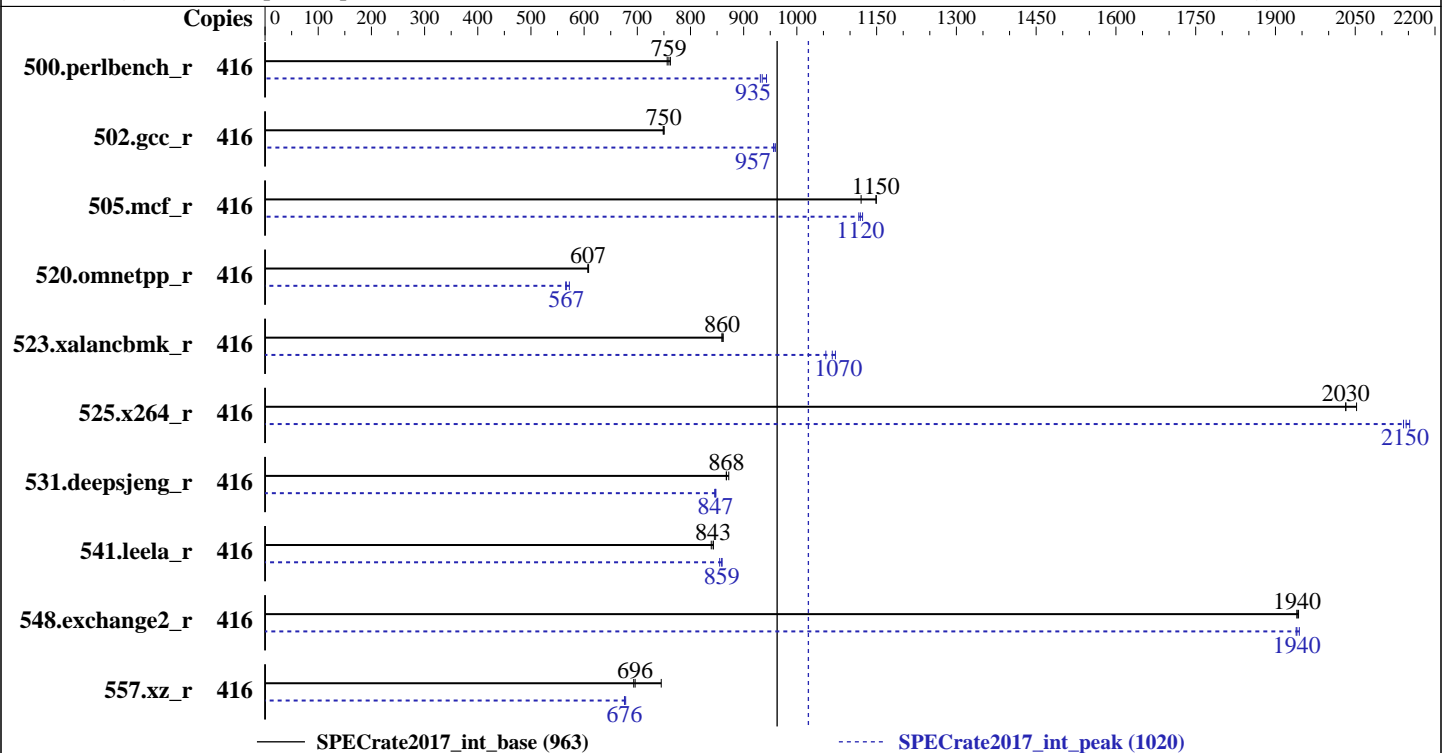 Copies 0 100 200 300 400 500 600 700 800 900 1000 1150 1300 1450 1600 1750 1900 2050 2200
759
500.perlbench_r 416
935
750
502.gcc_r 416
957
1150
505.mcf_r 416
1120
607
520.omnetpp_r 416
567
860
523.xalancbmk_r 416
1070
2030
525.x264_r 416
2150
868
531.deepsjeng_r 416
847
843
541.leela_r 416
859
1940
548.exchange2_r 416
1940
696
557.xz_r 416
676
SPECrate2017_int_base (963) SPECrate2017_int_peak (1020)